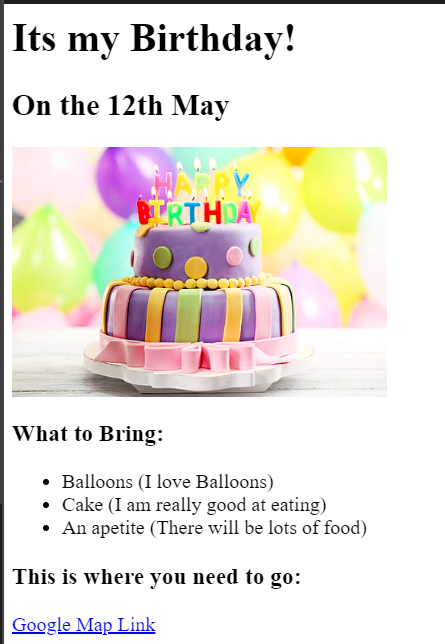 Its my Birthday!
On the 12th May
HAPPY
BIRTHDAY
What to Bring:
Balloons (I love Balloons)
Cake (I am really good at eating)
An apetite (There will be lots of food)
This is where you need to go:
Google Map Link